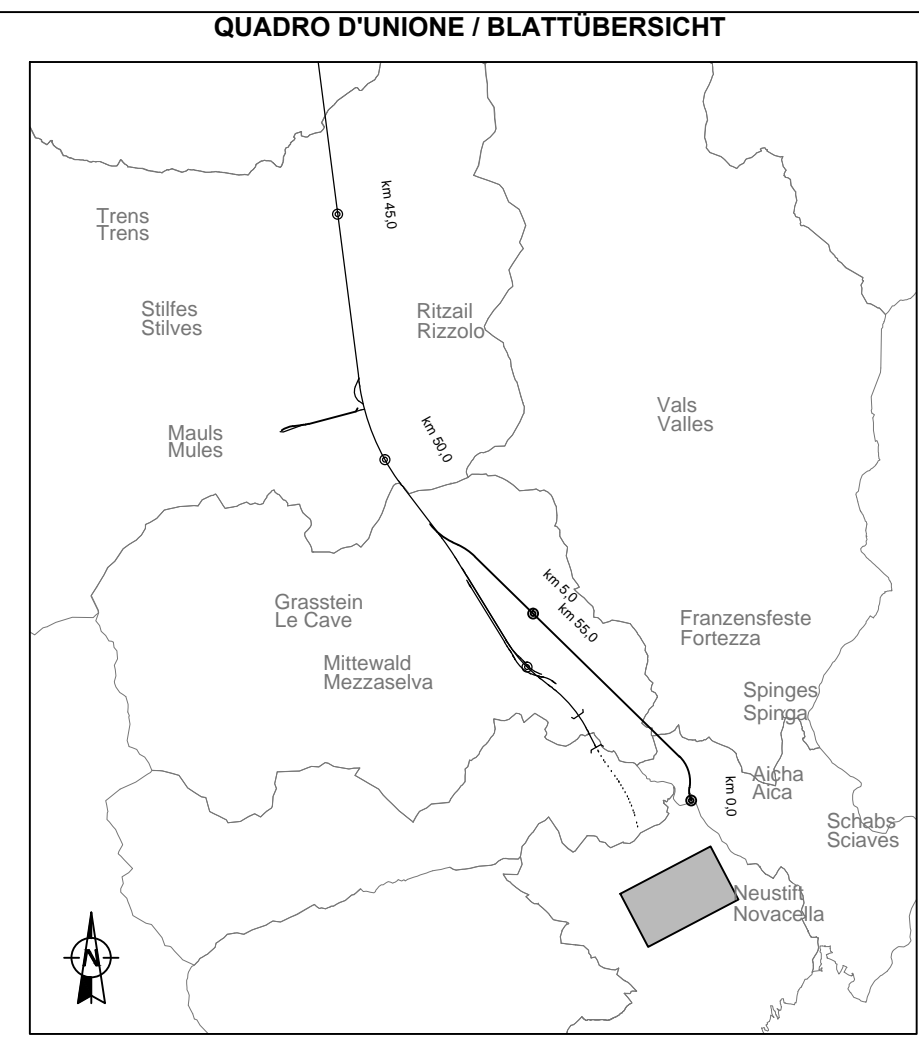 QUADRO D'UNIONE / BLATTÜBERSICHT
km 45,0
Trens
Trens
Stilfes
Stilves
Ritzail
Rizzolo
Mauls
Mules
km 50,0
Vals
Valles
km 5,0
km 55,0
Grasstein
Le Cave
Mittewald
Mezzaselva
Franzensfeste
Fortezza
Spinges
Spinga
Aicha
Aica
km 0,0
Schabs
Sciaves
Neustift
Novacella
N